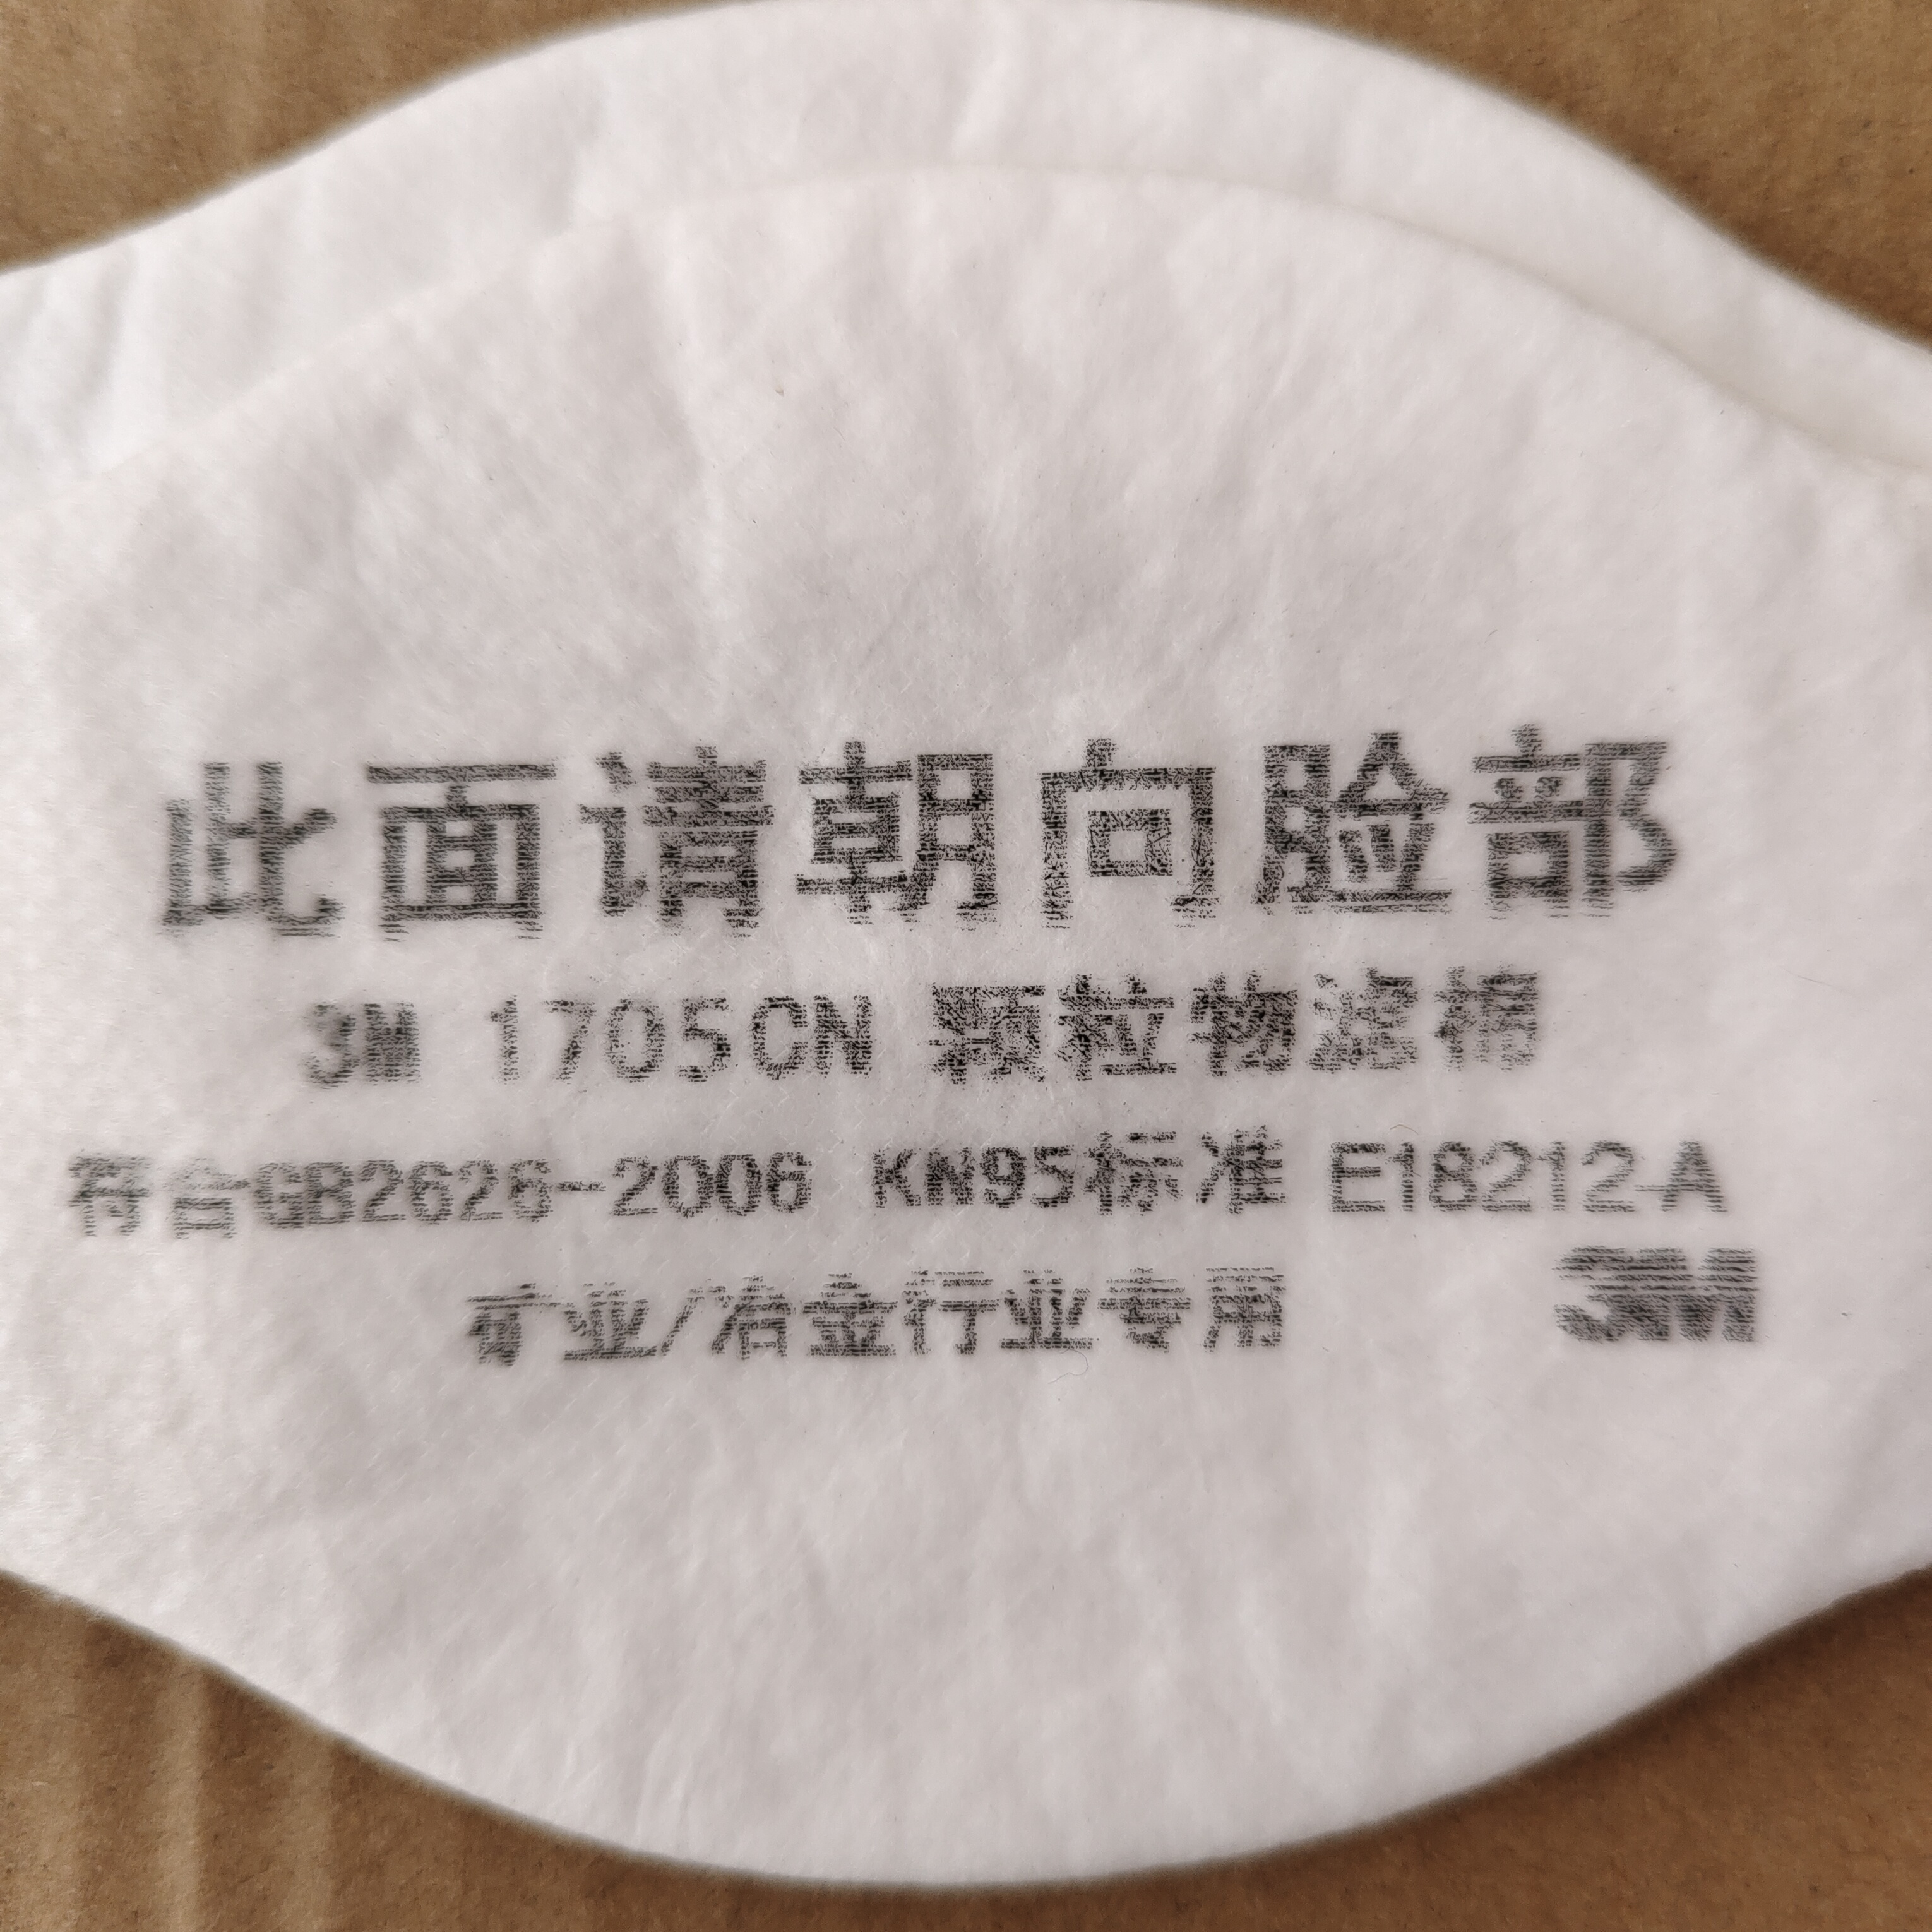 此面请朝向脸部
3M 1705CN 颗粒物滤棉
符合GB2626-2006 KN95标准 E18212-A
矿业/冶金行业专用
3M